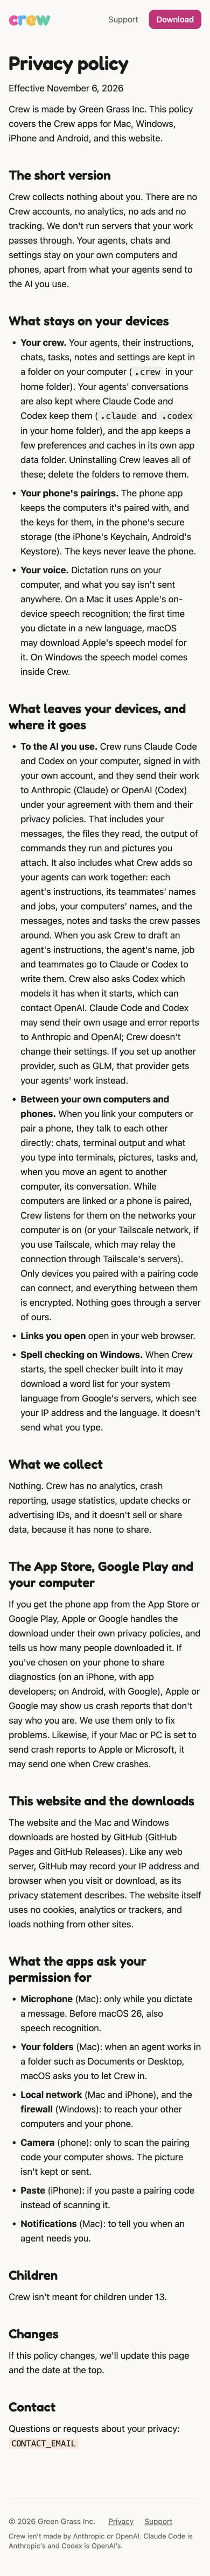 crew
Support
Download
Privacy policy
Effective November 6, 2026
Crew is made by Green Grass Inc. This policy
covers the Crew apps for Mac, Windows,
iPhone and Android, and this website.
The short version
Crew collects nothing about you. There are no
Crew accounts, no analytics, no ads and no
tracking. We don't run servers that your work
passes through. Your agents, chats and
settings stay on your own computers and
phones, apart from what your agents send to
the AI you use.
What stays on your devices
• Your crew. Your agents, their instructions,
chats, tasks, notes and settings are kept in
a folder on your computer (.crew in your
home folder). Your agents' conversations
are also kept where Claude Code and
Codex keep them (.claude and .codex
in your home folder), and the app keeps a
few preferences and caches in its own app
data folder. Uninstalling Crew leaves all of
these; delete the folders to remove them.
• Your phone's pairings. The phone app
keeps the computers it's paired with, and
the keys for them, in the phone's secure
storage (the iPhone's Keychain, Android's
Keystore). The keys never leave the phone.
• Your voice. Dictation runs on your
computer, and what you say isn't sent
anywhere. On a Mac it uses Apple's on-
device speech recognition; the first time
you dictate in a new language, macOS
may download Apple's speech model for
it. On Windows the speech model comes
inside Crew.
What leaves your devices, and
where it goes
• To the AI you use. Crew runs Claude Code
and Codex on your computer, signed in with
your own account, and they send their work
to Anthropic (Claude) or OpenAI (Codex)
under your agreement with them and their
privacy policies. That includes your
messages, the files they read, the output of
commands they run and pictures you
attach. It also includes what Crew adds so
your agents can work together: each
agent's instructions, its teammates' names
and jobs, your computers' names, and the
messages, notes and tasks the crew passes
around. When you ask Crew to draft an
agent's instructions, the agent's name, job
and teammates go to Claude or Codex to
write them. Crew also asks Codex which
models it has when it starts, which can
contact OpenAI. Claude Code and Codex
may send their own usage and error reports
to Anthropic and OpenAI; Crew doesn't
change their settings. If you set up another
provider, such as GLM, that provider gets
your agents' work instead.
• Between your own computers and
phones. When you link your computers or
pair a phone, they talk to each other
directly: chats, terminal output and what
you type into terminals, pictures, tasks and,
when you move an agent to another
computer, its conversation. While
computers are linked or a phone is paired,
Crew listens for them on the networks your
computer is on (or your Tailscale network, if
you use Tailscale, which may relay the
connection through Tailscale's servers).
Only devices you paired with a pairing code
can connect, and everything between them
is encrypted. Nothing goes through a server
of ours.
• Links you open open in your web browser.
• Spell checking on Windows. When Crew
starts, the spell checker built into it may
download a word list for your system
language from Google's servers, which see
your IP address and the language. It doesn't
send what you type.
What we collect
Nothing. Crew has no analytics, crash
reporting, usage statistics, update checks or
advertising IDs, and it doesn't sell or share
data, because it has none to share.
The App Store, Google Play and
your computer
If you get the phone app from the App Store or
Google Play, Apple or Google handles the
download under their own privacy policies, and
tells us how many people downloaded it. If
you've chosen on your phone to share
diagnostics (on an iPhone, with app
developers; on Android, with Google), Apple or
Google may show us crash reports that don't
say who you are. We use them only to fix
problems. Likewise, if your Mac or PC is set to
send crash reports to Apple or Microsoft, it
may send one when Crew crashes.
This website and the downloads
The website and the Mac and Windows
downloads are hosted by GitHub (GitHub
Pages and GitHub Releases). Like any web
server, GitHub may record your IP address and
browser when you visit or download, as its
privacy statement describes. The website itself
uses no cookies, analytics or trackers, and
loads nothing from other sites.
What the apps ask your
permission for
• Microphone (Mac): only while you dictate
a message. Before macOS 26, also
speech recognition.
• Your folders (Mac): when an agent works in
a folder such as Documents or Desktop,
macOS asks you to let Crew in.
• Local network (Mac and iPhone), and the
firewall (Windows): to reach your other
computers and your phone.
• Camera (phone): only to scan the pairing
code your computer shows. The picture
isn't kept or sent.
• Paste (iPhone): if you paste a pairing code
instead of scanning it.
• Notifications (Mac): to tell you when an
agent needs you.
Children
Crew isn't meant for children under 13.
Changes
If this policy changes, we'll update this page
and the date at the top.
Contact
Questions or requests about your privacy:
CONTACT_EMAIL
© 2026 Green Grass Inc.
Privacy
Support
Crew isn't made by Anthropic or OpenAI. Claude Code is
Anthropic's and Codex is OpenAI's.